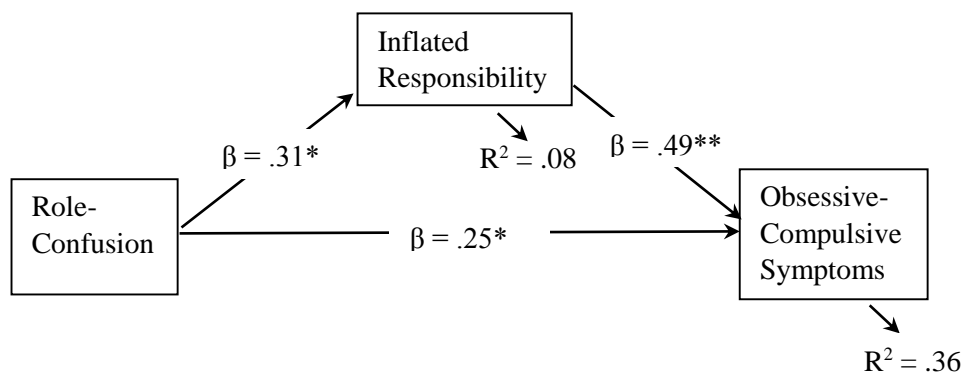 Inflated
Responsibility
β = .31*
R² = .08
β = .49**
Role-
Confusion
β = .25*
Obsessive-
Compulsive
Symptoms
R² = .36